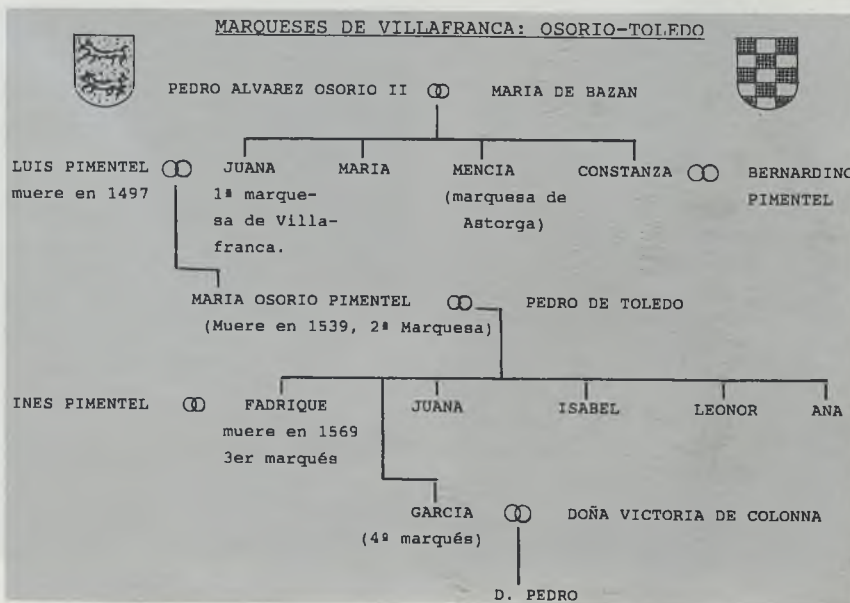 MARQUESES DE VILLAFRANCA: OSORIO-TOLEDO
PEDRO ALVAREZ OSORIO II MARIA DE BAZAN
LUIS PIMENTEL JUANA MARIA MENCIA CONSTANZA BERNARDINO
muere en 1497 1ª marque- (marquesa de PIMENTEL
sa de Villa- Astorga)
franca.
MARIA OSORIO PIMENTEL PEDRO DE TOLEDO
(Muere en 1539, 2ª Marquesa)
INES PIMENTEL FADRIQUE JUANA ISABEL LEONOR ANA
muere en 1569
3er marqués
GARCIA DOÑA VICTORIA DE COLONNA
(4ª marqués)
D. PEDRO